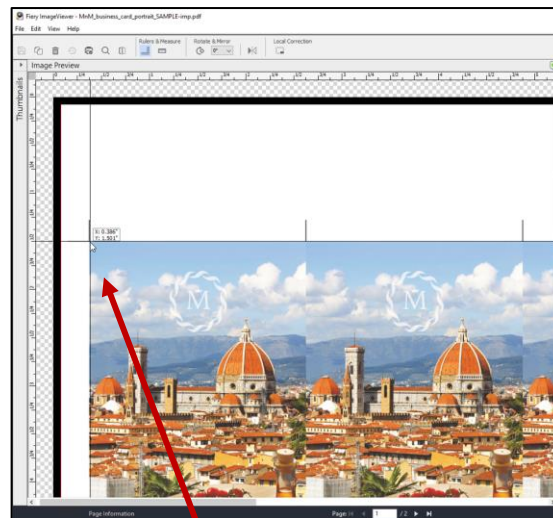 Fiery ImageViewer - MnM_business_card_portrait_SAMPLE-imp.pdf
File Edit View Help
Rulers & Measure Rotate & Mirror Local Correction
0°
Image Preview
Thumbnails
X: 0.386"
Y: 1.501"
M M
Page Information Page: 1 / 2